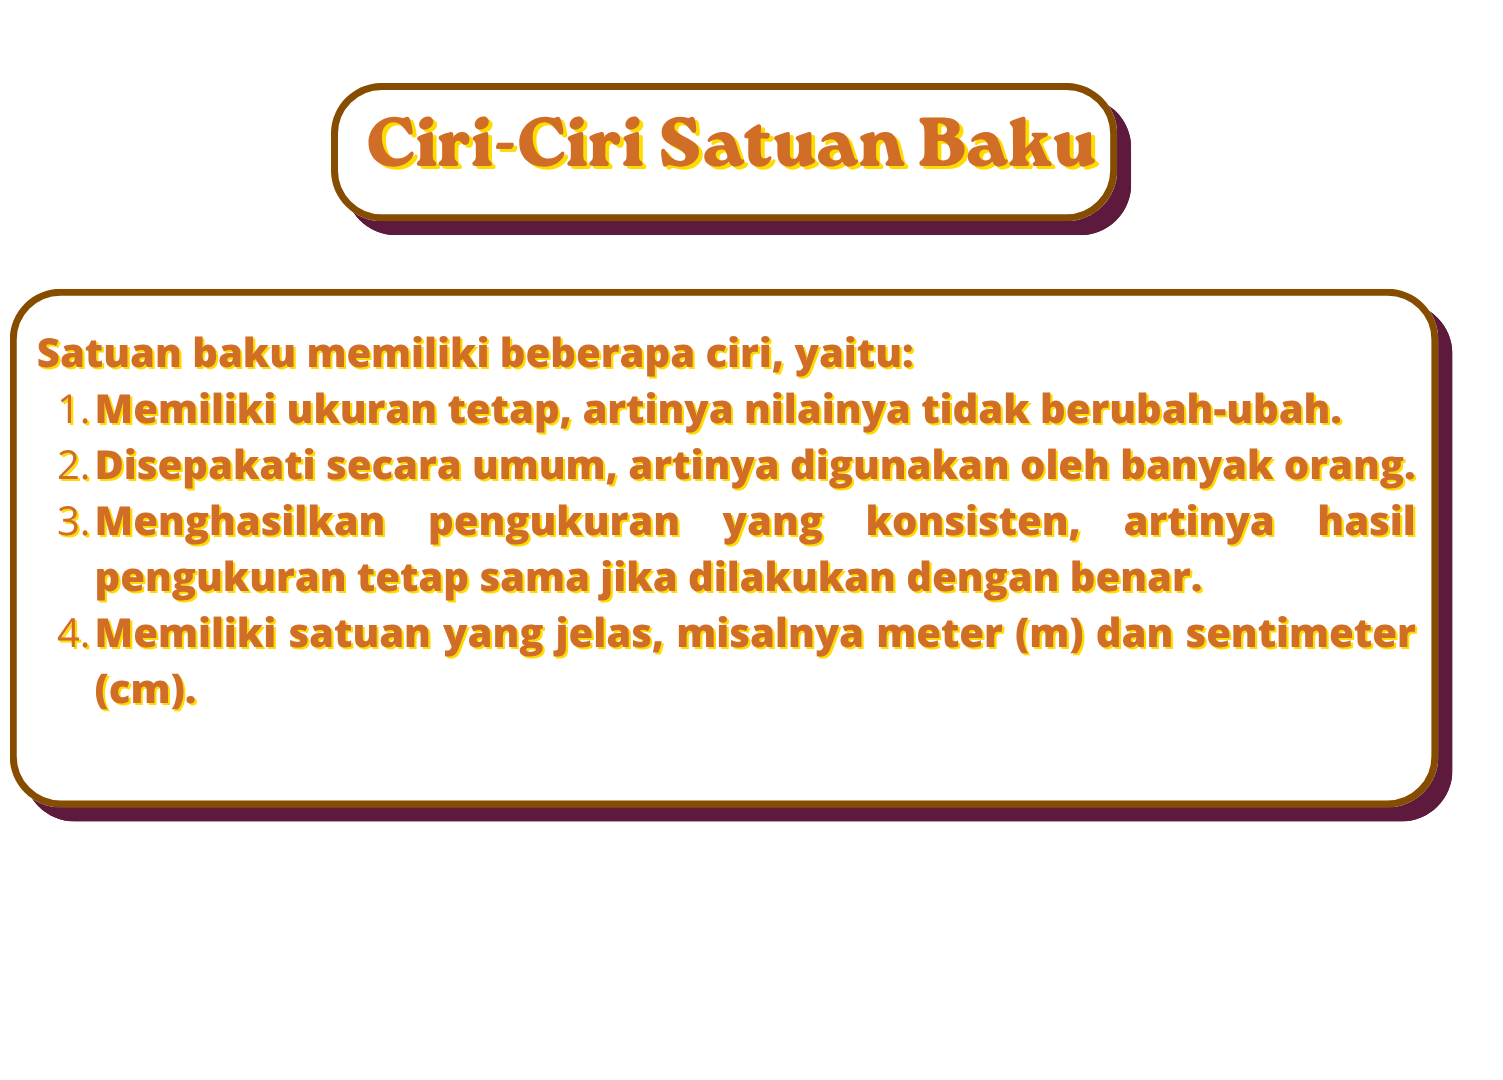 Ciri-Ciri Satuan Baku
Satuan baku memiliki beberapa ciri, yaitu:
1. Memiliki ukuran tetap, artinya nilainya tidak berubah-ubah.
2. Disepakati secara umum, artinya digunakan oleh banyak orang.
3. Menghasilkan pengukuran yang konsisten, artinya hasil
pengukuran tetap sama jika dilakukan dengan benar.
4. Memiliki satuan yang jelas, misalnya meter (m) dan sentimeter
(cm).